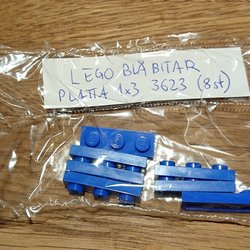 LEGO BLÅ BITAR
PLATTA 1x3 3623 (8st)